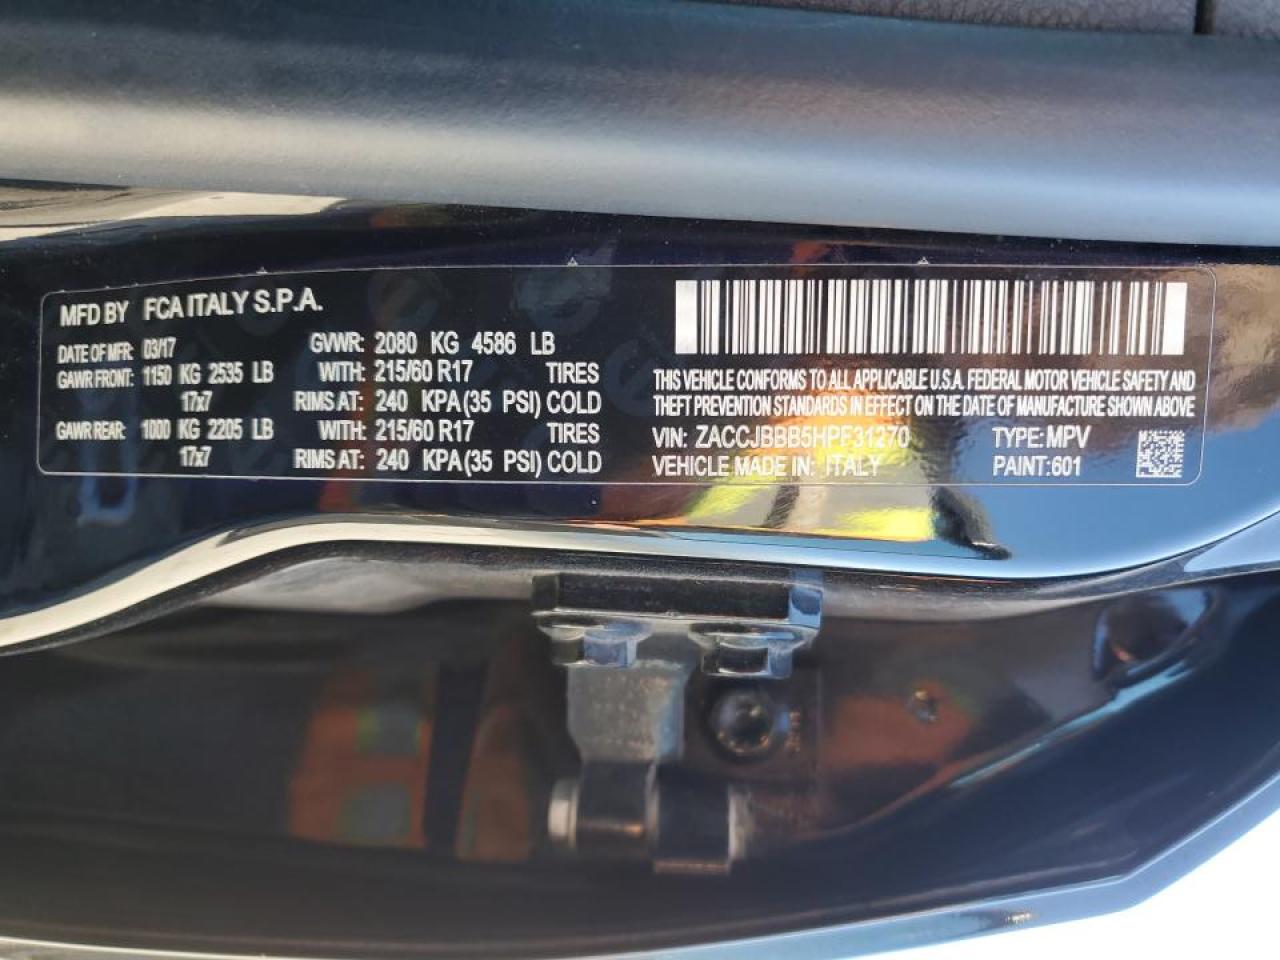 MFD BY FCA ITALY S.P.A.
DATE OF MFR: 03/17 GVWR: 2080 KG 4586 LB
GAWR FRONT: 1150 KG 2535 LB WITH: 215/60 R17 TIRES
17x7 RIMS AT: 240 KPA (35 PSI) COLD
GAWR REAR: 1000 KG 2205 LB WITH: 215/60 R17 TIRES
17x7 RIMS AT: 240 KPA (35 PSI) COLD
THIS VEHICLE CONFORMS TO ALL APPLICABLE U.S.A. FEDERAL MOTOR VEHICLE SAFETY AND
THEFT PREVENTION STANDARDS IN EFFECT ON THE DATE OF MANUFACTURE SHOWN ABOVE
VIN: ZACCJBBB5HPF31270 TYPE: MPV
VEHICLE MADE IN: ITALY PAINT:601